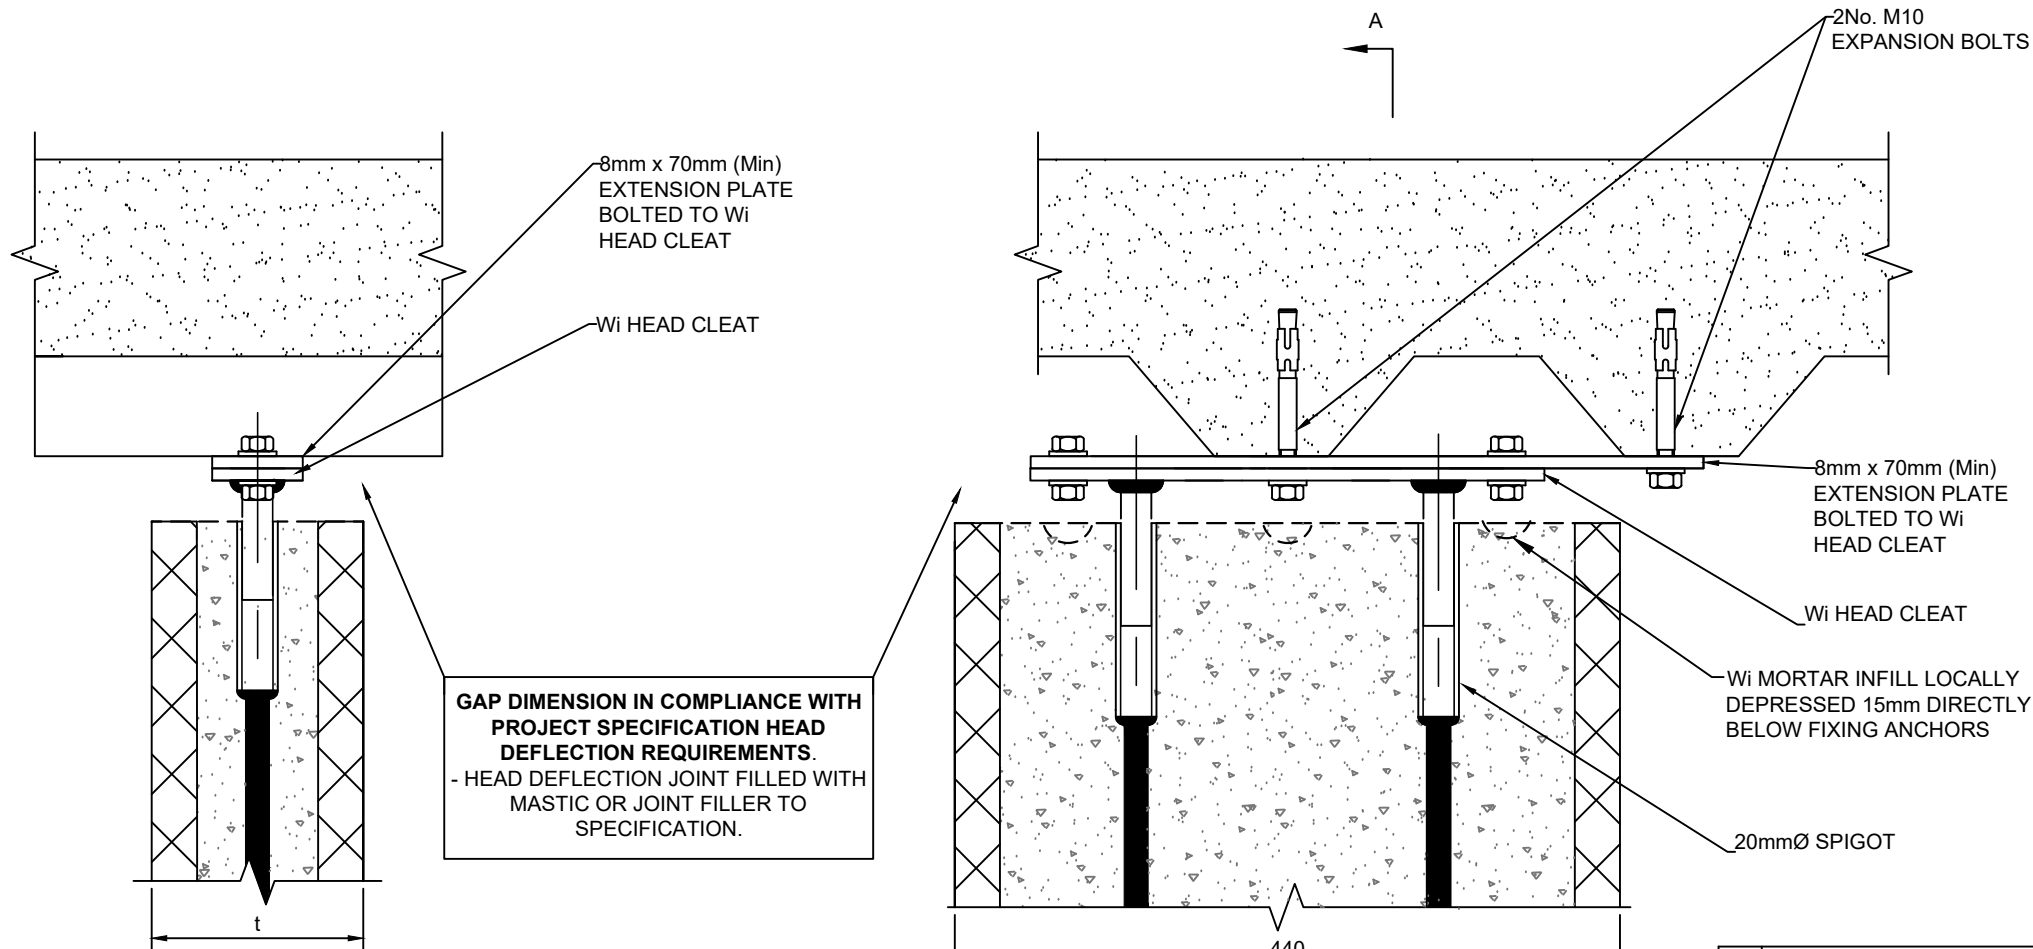 A
2No. M10
EXPANSION BOLTS
8mm x 70mm (Min)
EXTENSION PLATE
BOLTED TO Wi
HEAD CLEAT
Wi HEAD CLEAT
8mm x 70mm (Min)
EXTENSION PLATE
BOLTED TO Wi
HEAD CLEAT
Wi HEAD CLEAT
Wi MORTAR INFILL LOCALLY
DEPRESSED 15mm DIRECTLY
BELOW FIXING ANCHORS
20mmØ SPIGOT
GAP DIMENSION IN COMPLIANCE WITH
PROJECT SPECIFICATION HEAD
DEFLECTION REQUIREMENTS.
- HEAD DEFLECTION JOINT FILLED WITH
MASTIC OR JOINT FILLER TO
SPECIFICATION.
t
440